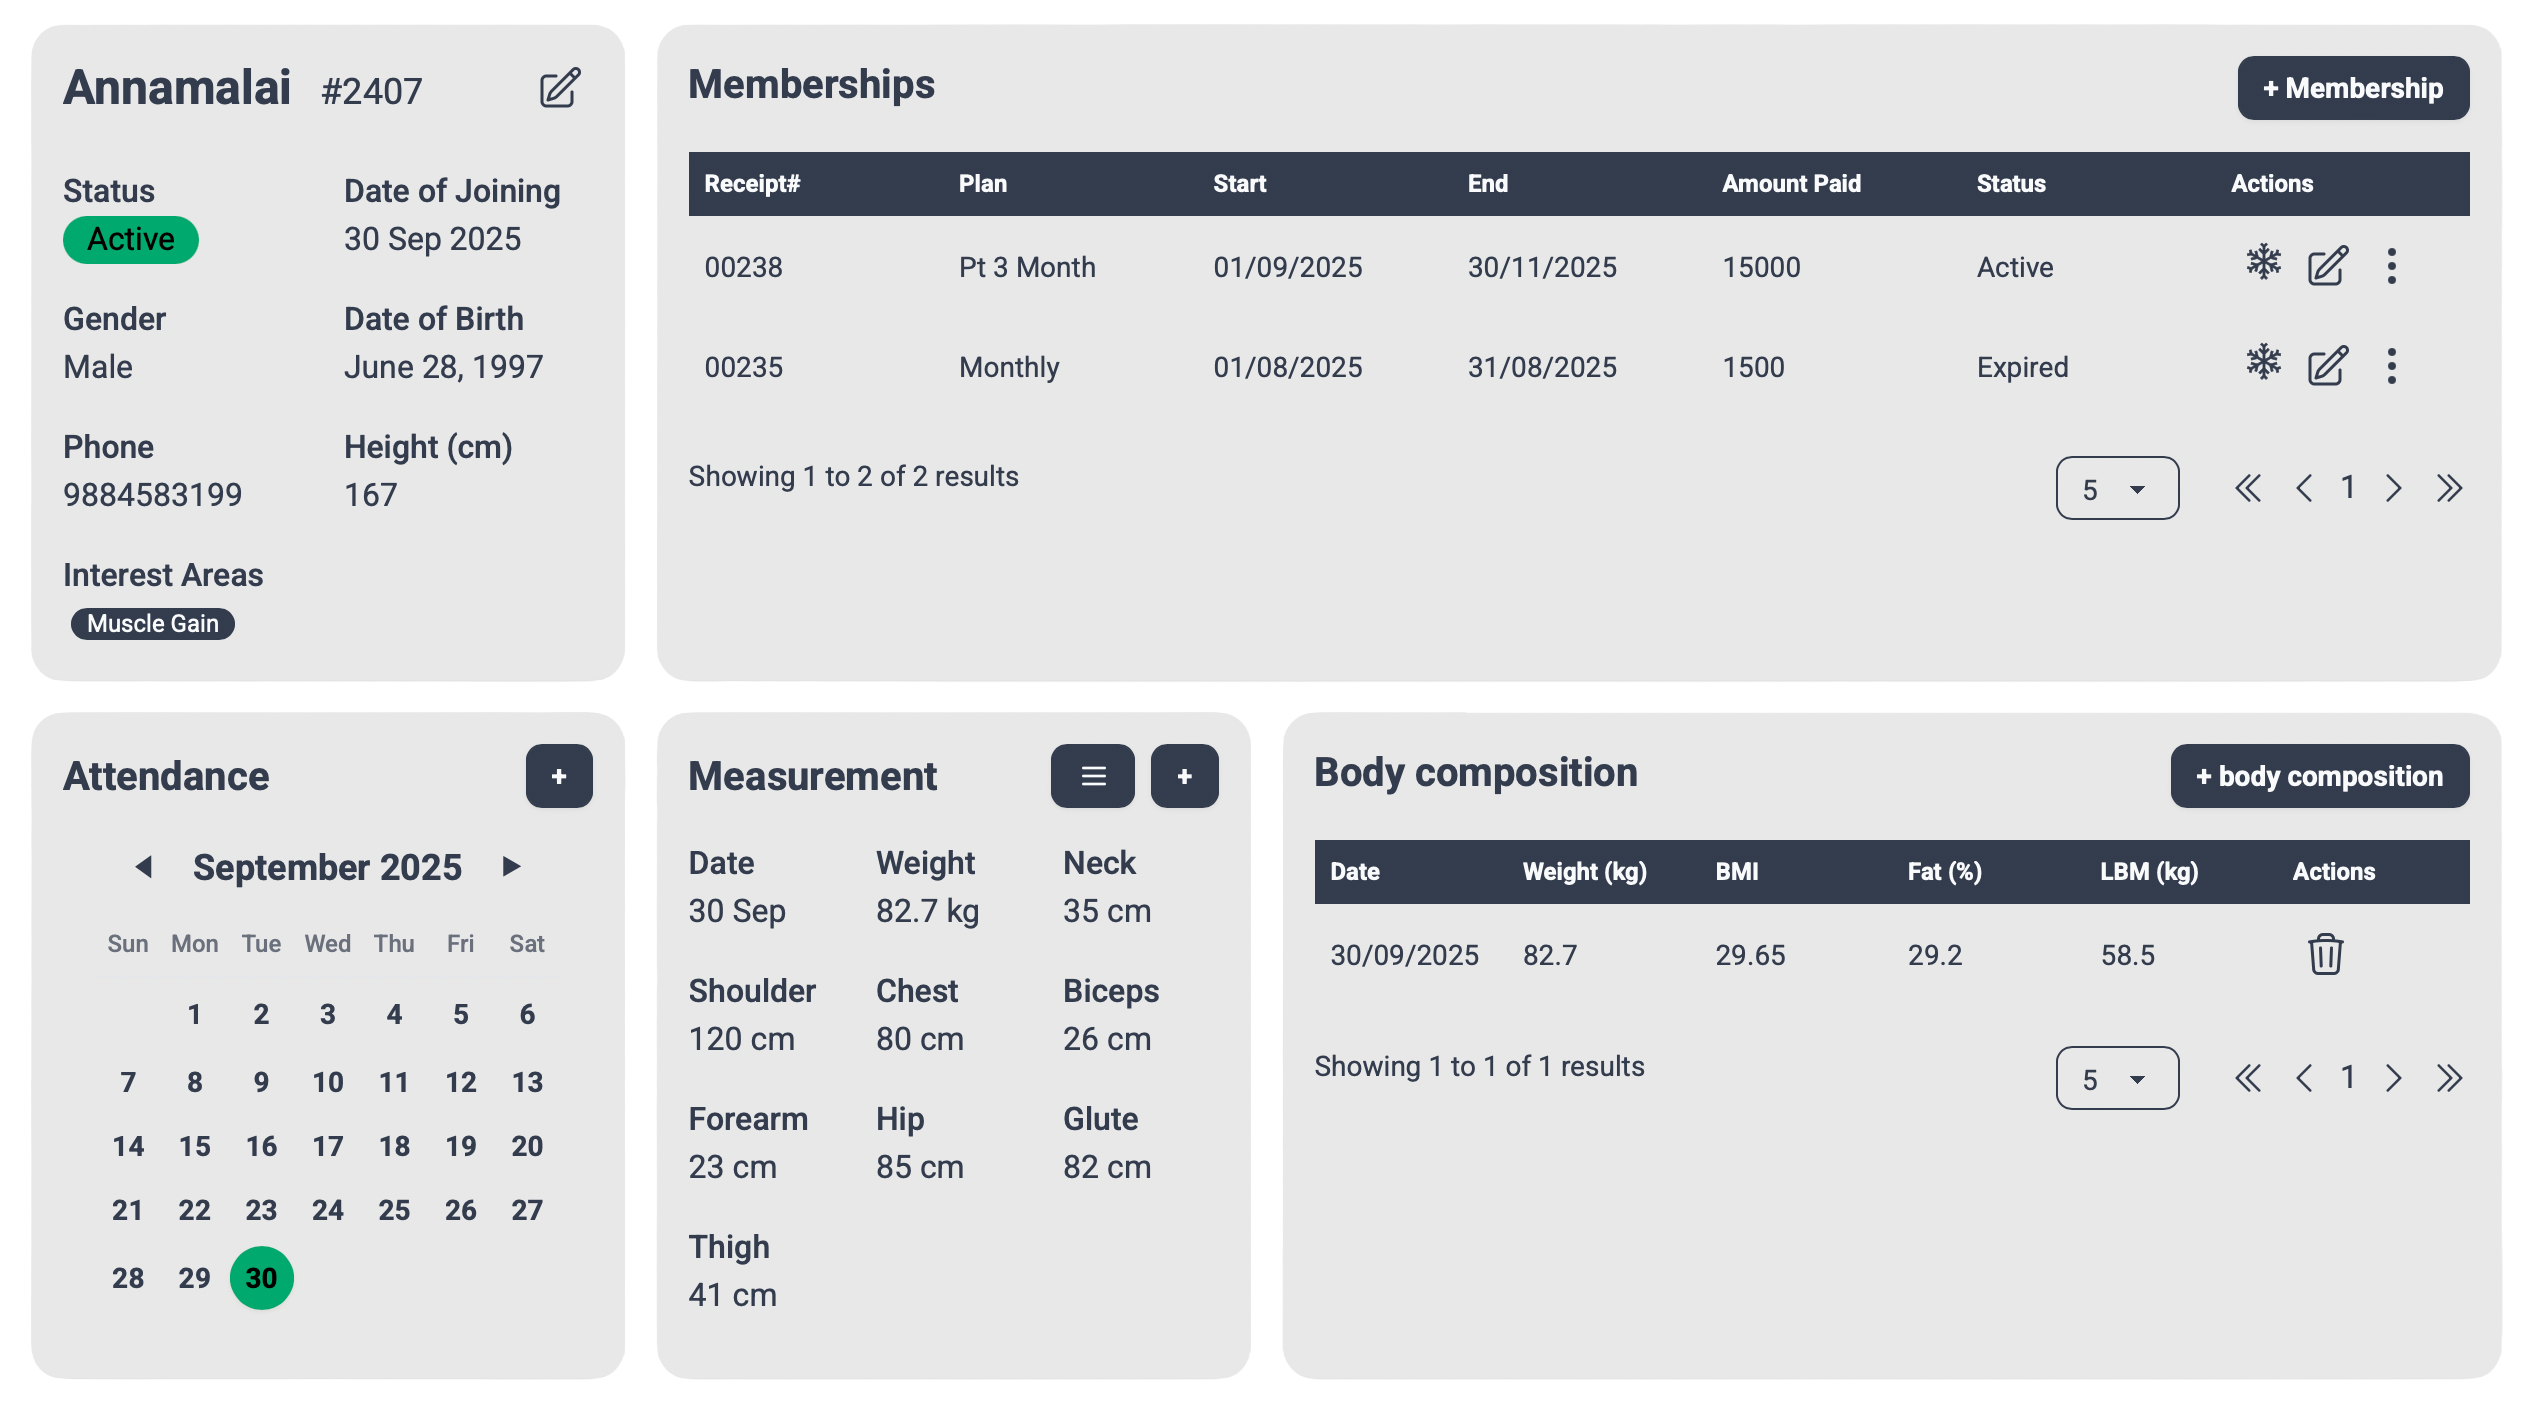 Annamalai #2407
Status Date of Joining
Active 30 Sep 2025
Gender Date of Birth
Male June 28, 1997
Phone Height (cm)
9884583199 167
Interest Areas
Muscle Gain
Memberships + Membership
Receipt# Plan Start End Amount Paid Status Actions
00238 Pt 3 Month 01/09/2025 30/11/2025 15000 Active
00235 Monthly 01/08/2025 31/08/2025 1500 Expired
Showing 1 to 2 of 2 results 5 1
Attendance +
September 2025
Sun Mon Tue Wed Thu Fri Sat
1 2 3 4 5 6
7 8 9 10 11 12 13
14 15 16 17 18 19 20
21 22 23 24 25 26 27
28 29 30
Measurement +
Date Weight Neck
30 Sep 82.7 kg 35 cm
Shoulder Chest Biceps
120 cm 80 cm 26 cm
Forearm Hip Glute
23 cm 85 cm 82 cm
Thigh
41 cm
Body composition + body composition
Date Weight (kg) BMI Fat (%) LBM (kg) Actions
30/09/2025 82.7 29.65 29.2 58.5
Showing 1 to 1 of 1 results 5 1